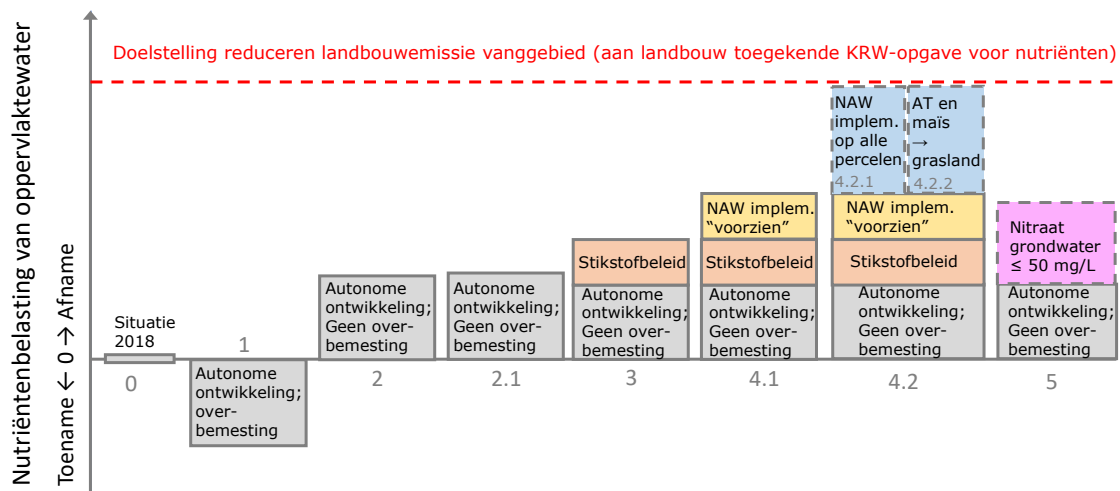 Nutriëntenbelasting van oppervlaktewater
Toename ← 0 → Afname
Doelstelling reduceren landbouwemissie vanggebied (aan landbouw toegekende KRW-opgave voor nutriënten)
Situatie
2018
0
1
Autonome
ontwikkeling;
over-
bemesting
Autonome
ontwikkeling;
Geen over-
bemesting
2
Autonome
ontwikkeling;
Geen over-
bemesting
2.1
Stikstofbeleid
Autonome
ontwikkeling;
Geen over-
bemesting
3
NAW implem.
“voorzien”
Stikstofbeleid
Autonome
ontwikkeling;
Geen over-
bemesting
4.1
NAW
implem.
op alle
percelen
4.2.1
AT en
maïs
→
grasland
4.2.2
NAW implem.
“voorzien”
Stikstofbeleid
Autonome
ontwikkeling;
Geen over-
bemesting
4.2
Nitraat
grondwater
≤ 50 mg/L
Autonome
ontwikkeling;
Geen over-
bemesting
5